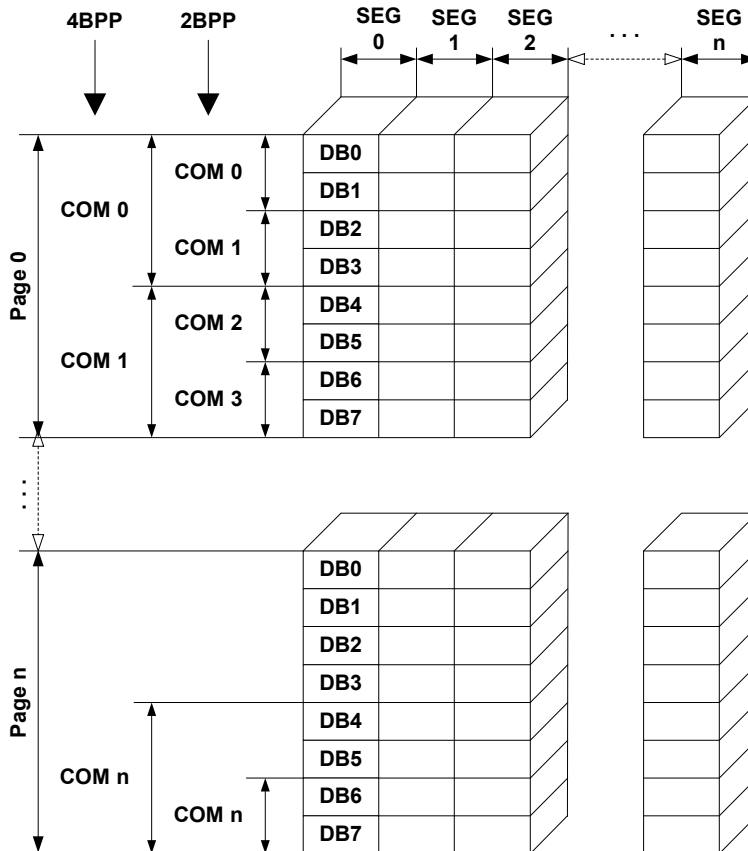 4BPP 2BPP SEG 0 SEG 1 SEG 2 . . . SEG n
Page 0
COM 0
COM 1
COM 0
COM 1
COM 2
COM 3
DB0
DB1
DB2
DB3
DB4
DB5
DB6
DB7
. . .
Page n
COM n
COM n
DB0
DB1
DB2
DB3
DB4
DB5
DB6
DB7